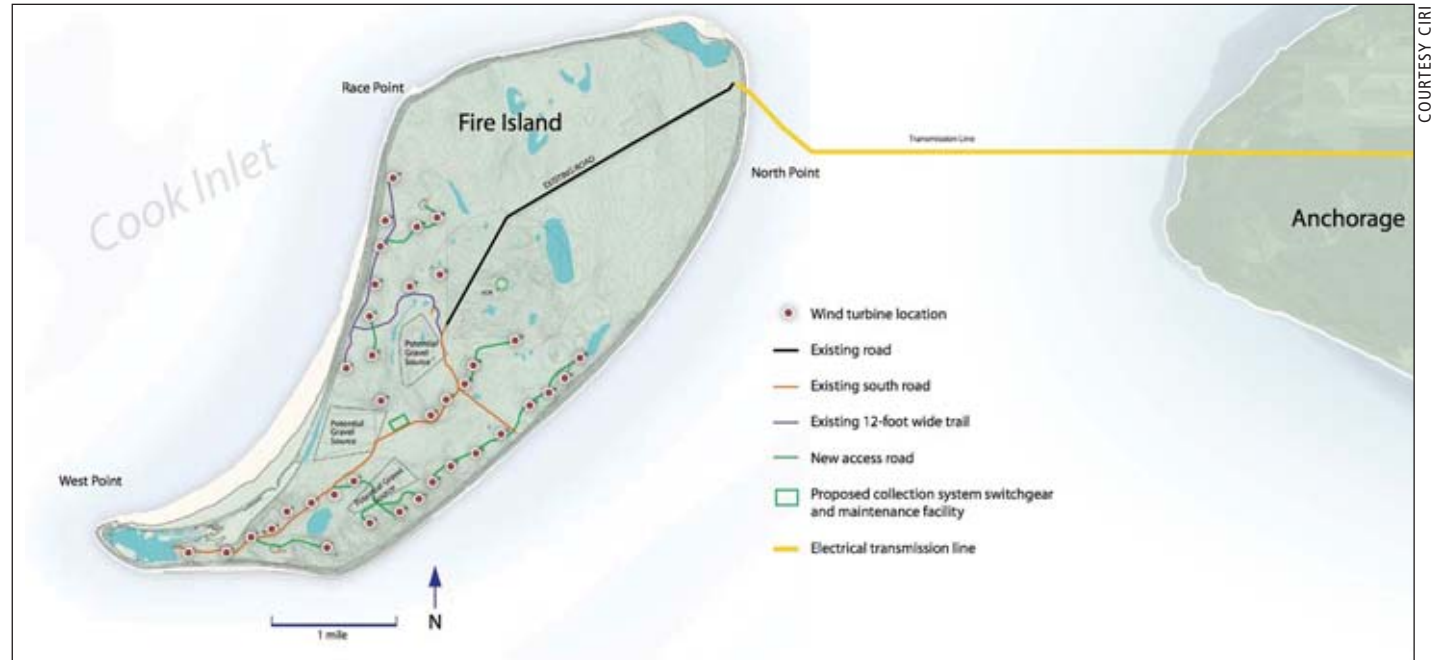 COURTESY CIRI
Race Point
Fire Island
Cook Inlet
EXISTING ROAD
Transmission Line
North Point
Anchorage
Potential
Gravel
Source
Potential
Gravel
Source
Potential Gravel
West Point
Wind turbine location
Existing road
Existing south road
Existing 12-foot wide trail
New access road
Proposed collection system switchgear
and maintenance facility
Electrical transmission line
1 mile
N